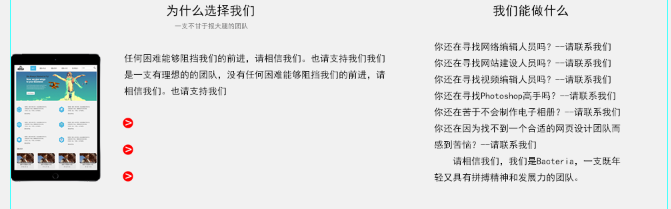 为什么选择我们
一支不甘于摇大腿的团队
任何困难能够阻挡我们的前进，请相信我们。也请支持我们我们
是一支有理想的的团队，没有任何困难能够阻挡我们的前进，请
相信我们。也请支持我们
我们能做什么
你还在寻找网络编辑人员吗？--请联系我们
你还在寻找网站建设人员吗？--请联系我们
你还在寻找视频编辑人员吗？--请联系我们
你还在寻找Photoshop高手吗？--请联系我们
你还在苦于不会制作电子相册？--请联系我们
你还在因为找不到一个合适的网页设计团队而
感到苦恼？--请联系我们
请相信我们，我们是Bacteria，一支既年
轻又具有拼搏精神和发展力的团队。